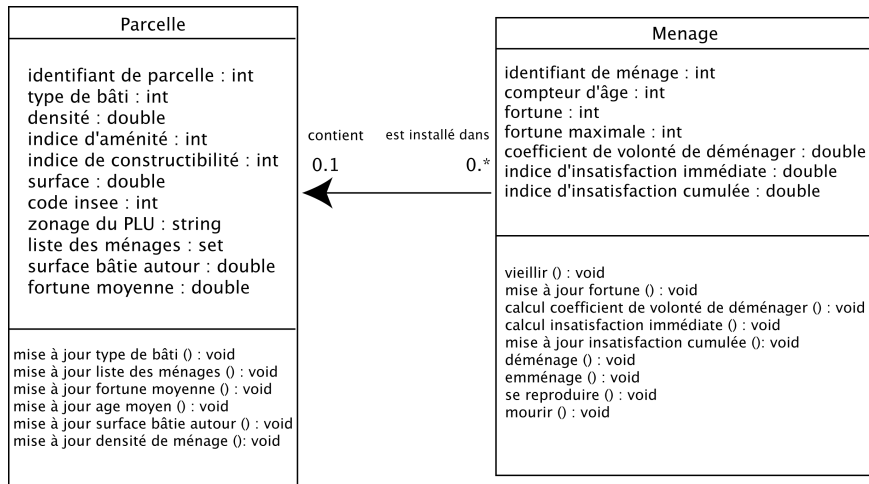 Parcelle
identifiant de parcelle : int
type de bâti : int
densité : double
indice d'aménité : int
indice de constructibilité : int
surface : double
code insee : int
zonage du PLU : string
liste des ménages : set
surface bâtie autour : double
fortune moyenne : double
mise à jour type de bâti () : void
mise à jour liste des ménages () : void
mise à jour fortune moyenne () : void
mise à jour age moyen () : void
mise à jour surface bâtie autour () : void
mise à jour densité de ménage (): void
contient
est installé dans
0.1
0.*
Menage
identifiant de ménage : int
compteur d'âge : int
fortune : int
fortune maximale : int
coefficient de volonté de déménager : double
indice d'insatisfaction immédiate : double
indice d'insatisfaction cumulée : double
vieillir () : void
mise à jour fortune () : void
calcul coefficient de volonté de déménager () : void
calcul insatisfaction immédiate () : void
mise à jour insatisfaction cumulée (): void
déménage () : void
emménage () : void
se reproduire () : void
mourir () : void